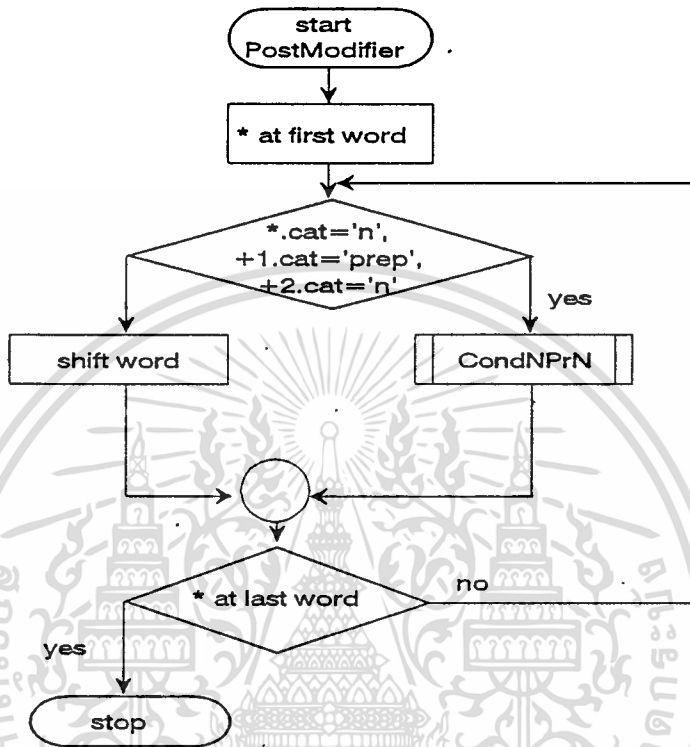 start
PostModifier
* at first word
*.cat='n',
+1.cat='prep',
+2.cat='n'
yes
shift word
CondNPrN
* at last word
no
yes
stop